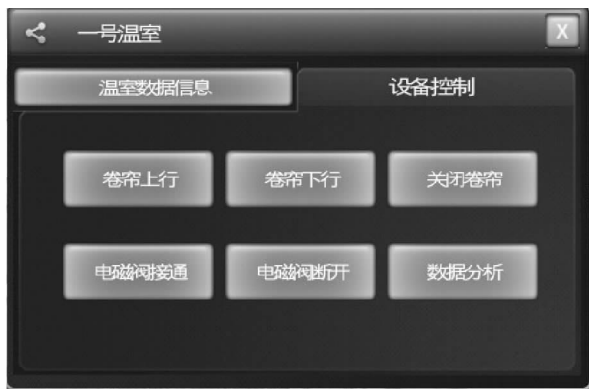 一号温室 X
温室数据信息 设备控制
卷帘上行 卷帘下行 关闭卷帘
电磁阀接通 电磁阀断开 数据分析